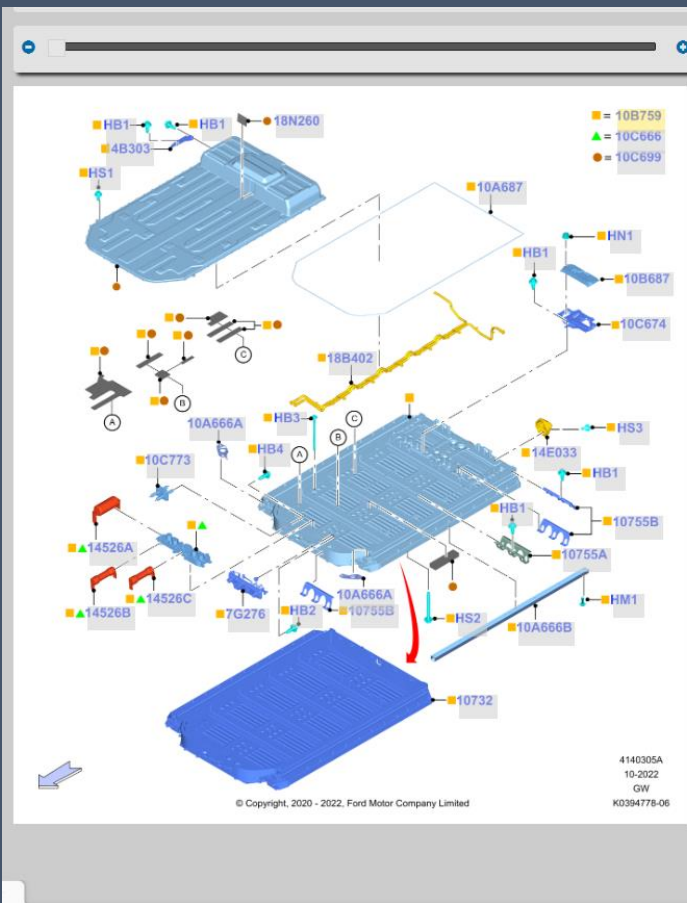 HB1
HB1
18N260
= 10B759
4B303
= 10C666
= 10C699
HS1
10A687
HN1
HB1
10B687
10C674
C
18B402
B
A
10A666A
HB3
C
HB4
A
B
HS3
14E033
10C773
HB1
HB1
10755B
14526A
10755A
14526B
14526C
7G276
10A666A
HB2
10755B
HS2
10A666B
HM1
10732
4140305A
10-2022
GW
K0394778-06
© Copyright, 2020 - 2022, Ford Motor Company Limited